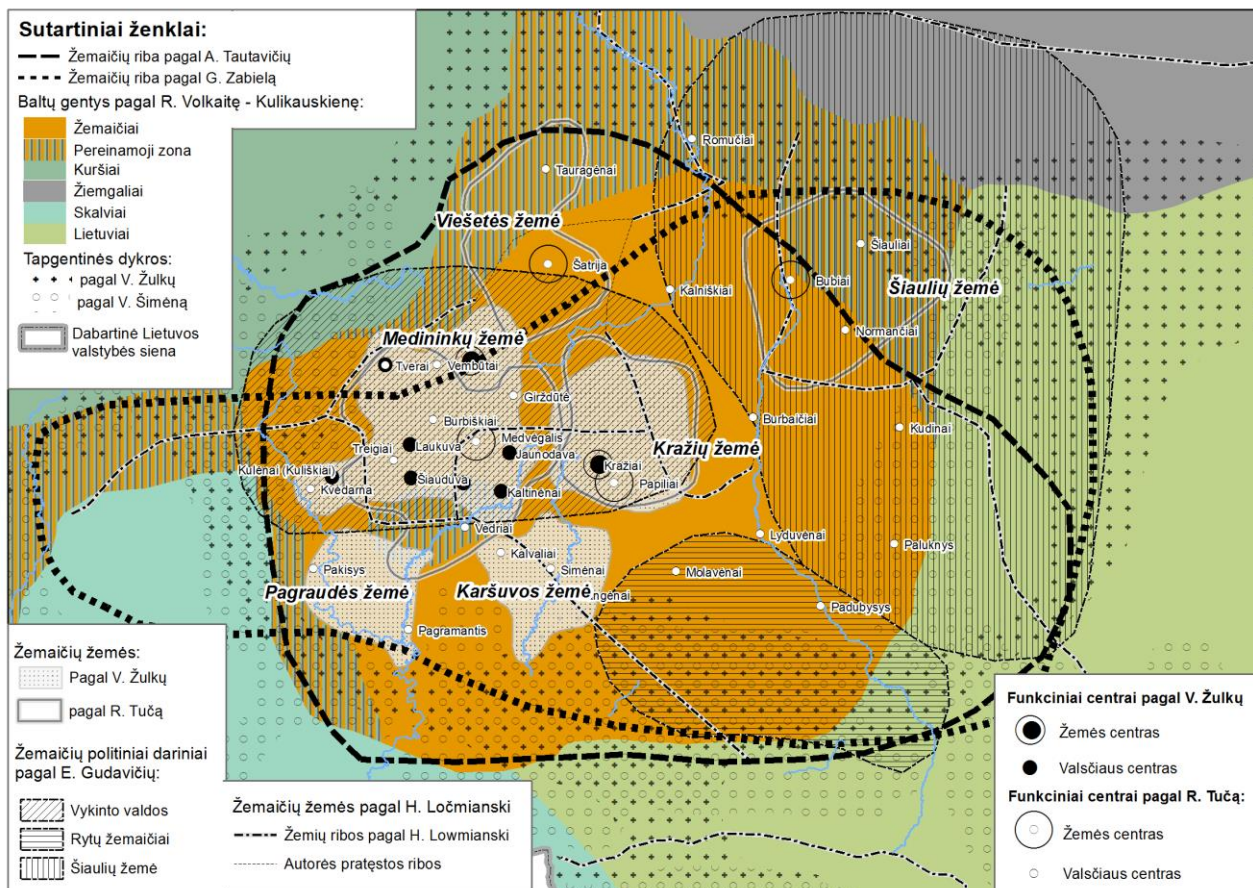 Sutartiniai ženklai:
Žemaičių riba pagal A. Tautavičių
Žemaičių riba pagal G. Zabielą
Baltų gentys pagal R. Volkaitę - Kulikauskienę:
Žemaičiai
Pereinamoji zona
Kuršiai
Žiemgaliai
Skalviai
Lietuviai
Tapgentinės dykros:
pagal V. Žulkų
pagal V. Šimėną
Dabartinė Lietuvos
valstybės siena
Romučiai
Tauragėnai
Viešetės žemė
Šiauliai
Šatrija
Bubiai
Kalniškiai
Šiaulių žemė
Normančiai
Medininkų žemė
Tverai
Vembūtai
Girždūtė
Burbiškiai
Burbaičiai
Kudinai
Medvėgalis
Laukuva
Treigiai
Jaunodava
Kražių žemė
Kražiai
Kulėnai (Kuliškiai)
Šiauduva
Papiliai
Kvėdarna
Kaltinėnai
Vedriai
Lyduvėnai
Paluknys
Kalvaliai
Pakisys
Simėnai
Molavėnai
Pagraudės žemė
Karšuvos žemė
ngėnai
Padubysys
Pagramantis
Žemaičių žemės:
Pagal V. Žulkų
pagal R. Tučą
Žemaičių politiniai dariniai
pagal E. Gudavičių:
Vykinto valdos
Rytų žemaičiai
Šiaulių žemė
Žemaičių žemės pagal H. Ločmianski
Žemių ribos pagal H. Lowmianski
Autorės pratęstos ribos
Funkciniai centrai pagal V. Žulkų
Žemės centras
Valsčiaus centras
Funkciniai centrai pagal R. Tučą:
Žemės centras
Valsčiaus centras